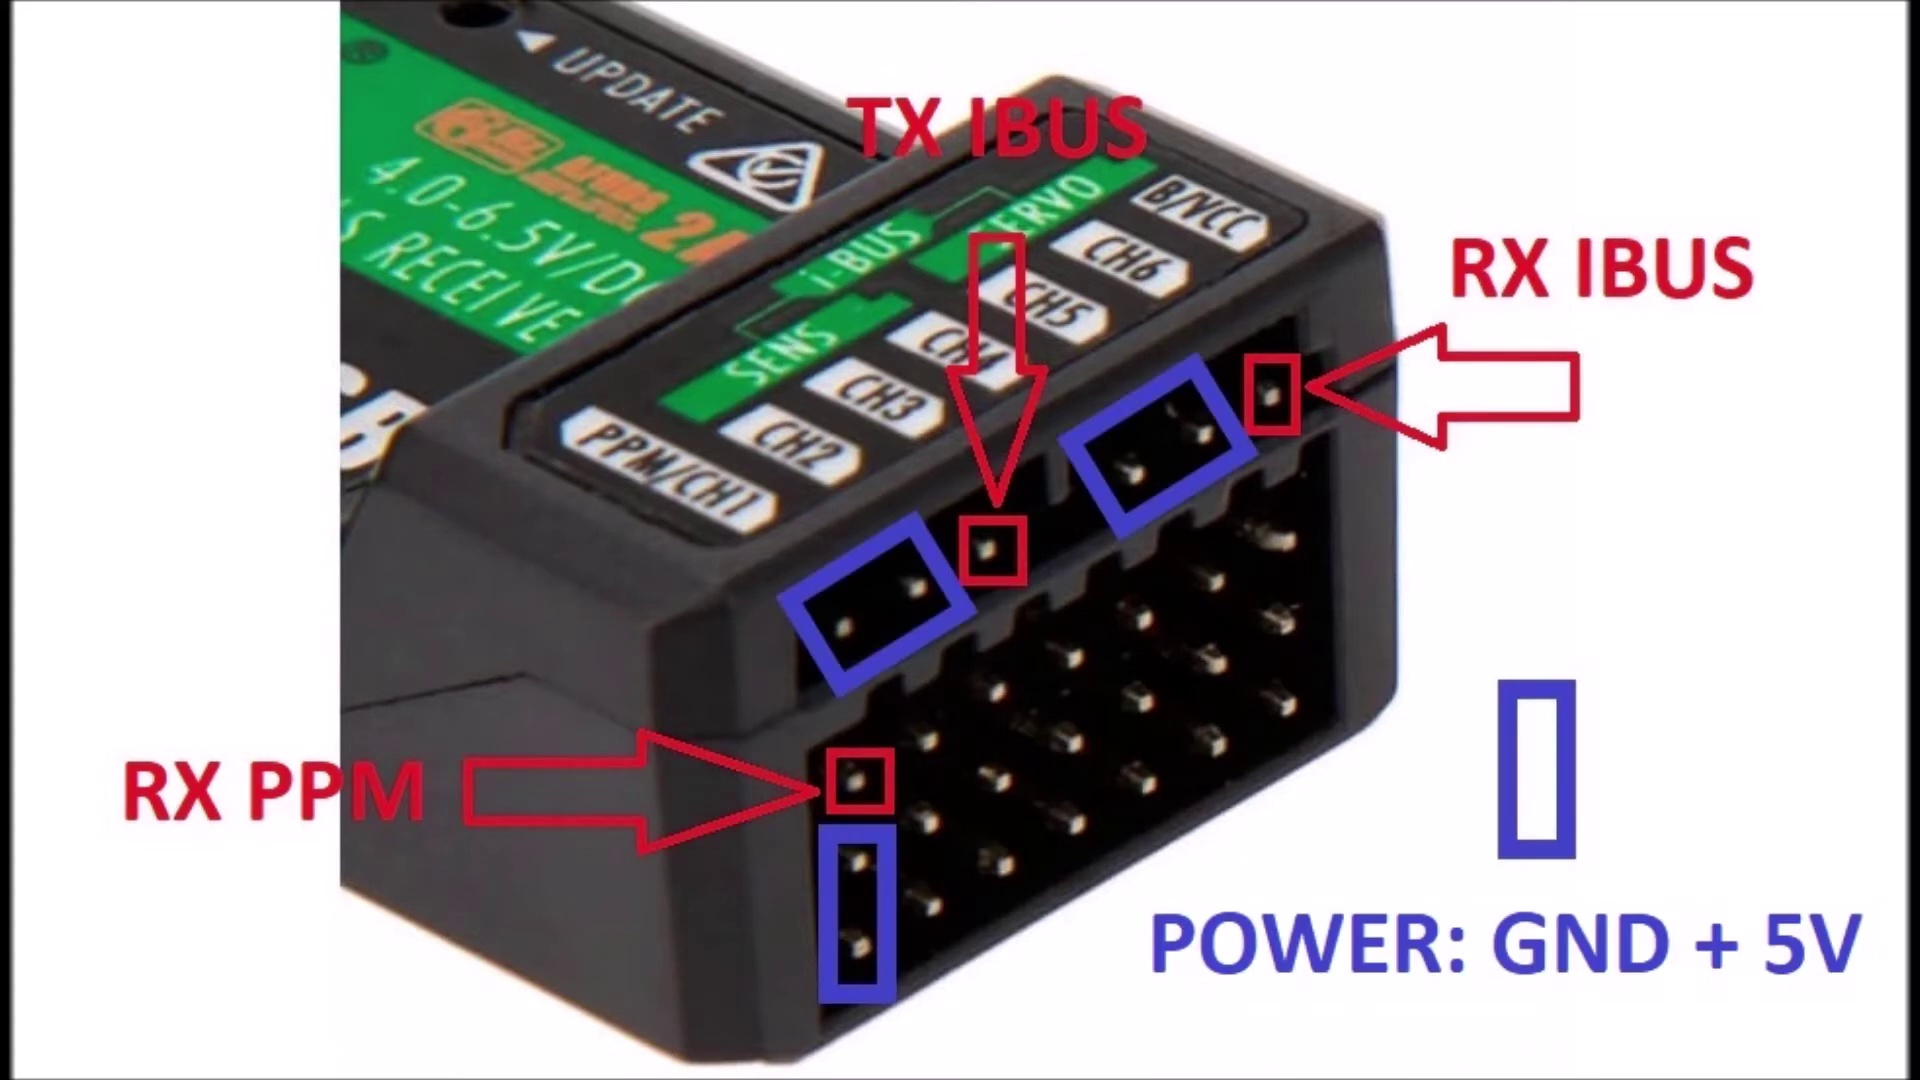 UPDATE
TX IBUS
4.0-6.5V/D
RECEIVE
i-BUS
SERVO
SENS
B/VCC
CH6
CH5
CH4
CH3
CH2
PPM/CH1
RX IBUS
RX PPM
POWER: GND + 5V